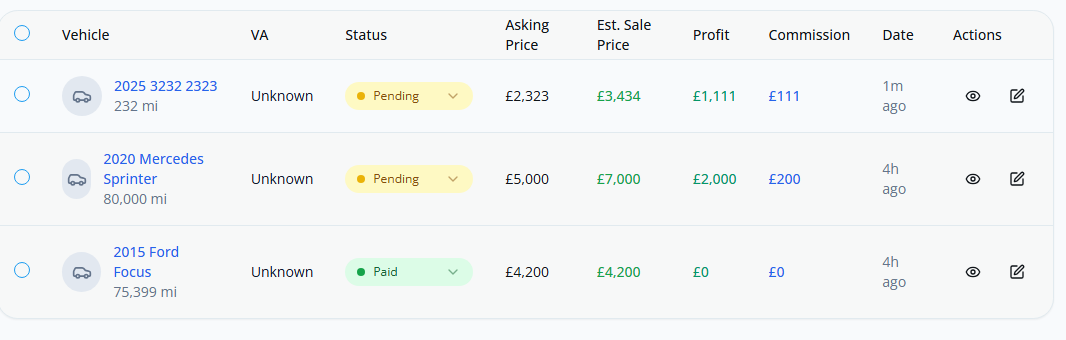 Vehicle VA Status Asking Price Est. Sale Price Profit Commission Date Actions
2025 3232 2323
232 mi
Unknown
Pending
£2,323
£3,434
£1,111
£111
1m
ago
2020 Mercedes
Sprinter
80,000 mi
Unknown
Pending
£5,000
£7,000
£2,000
£200
4h
ago
2015 Ford
Focus
75,399 mi
Unknown
Paid
£4,200
£4,200
£0
£0
4h
ago